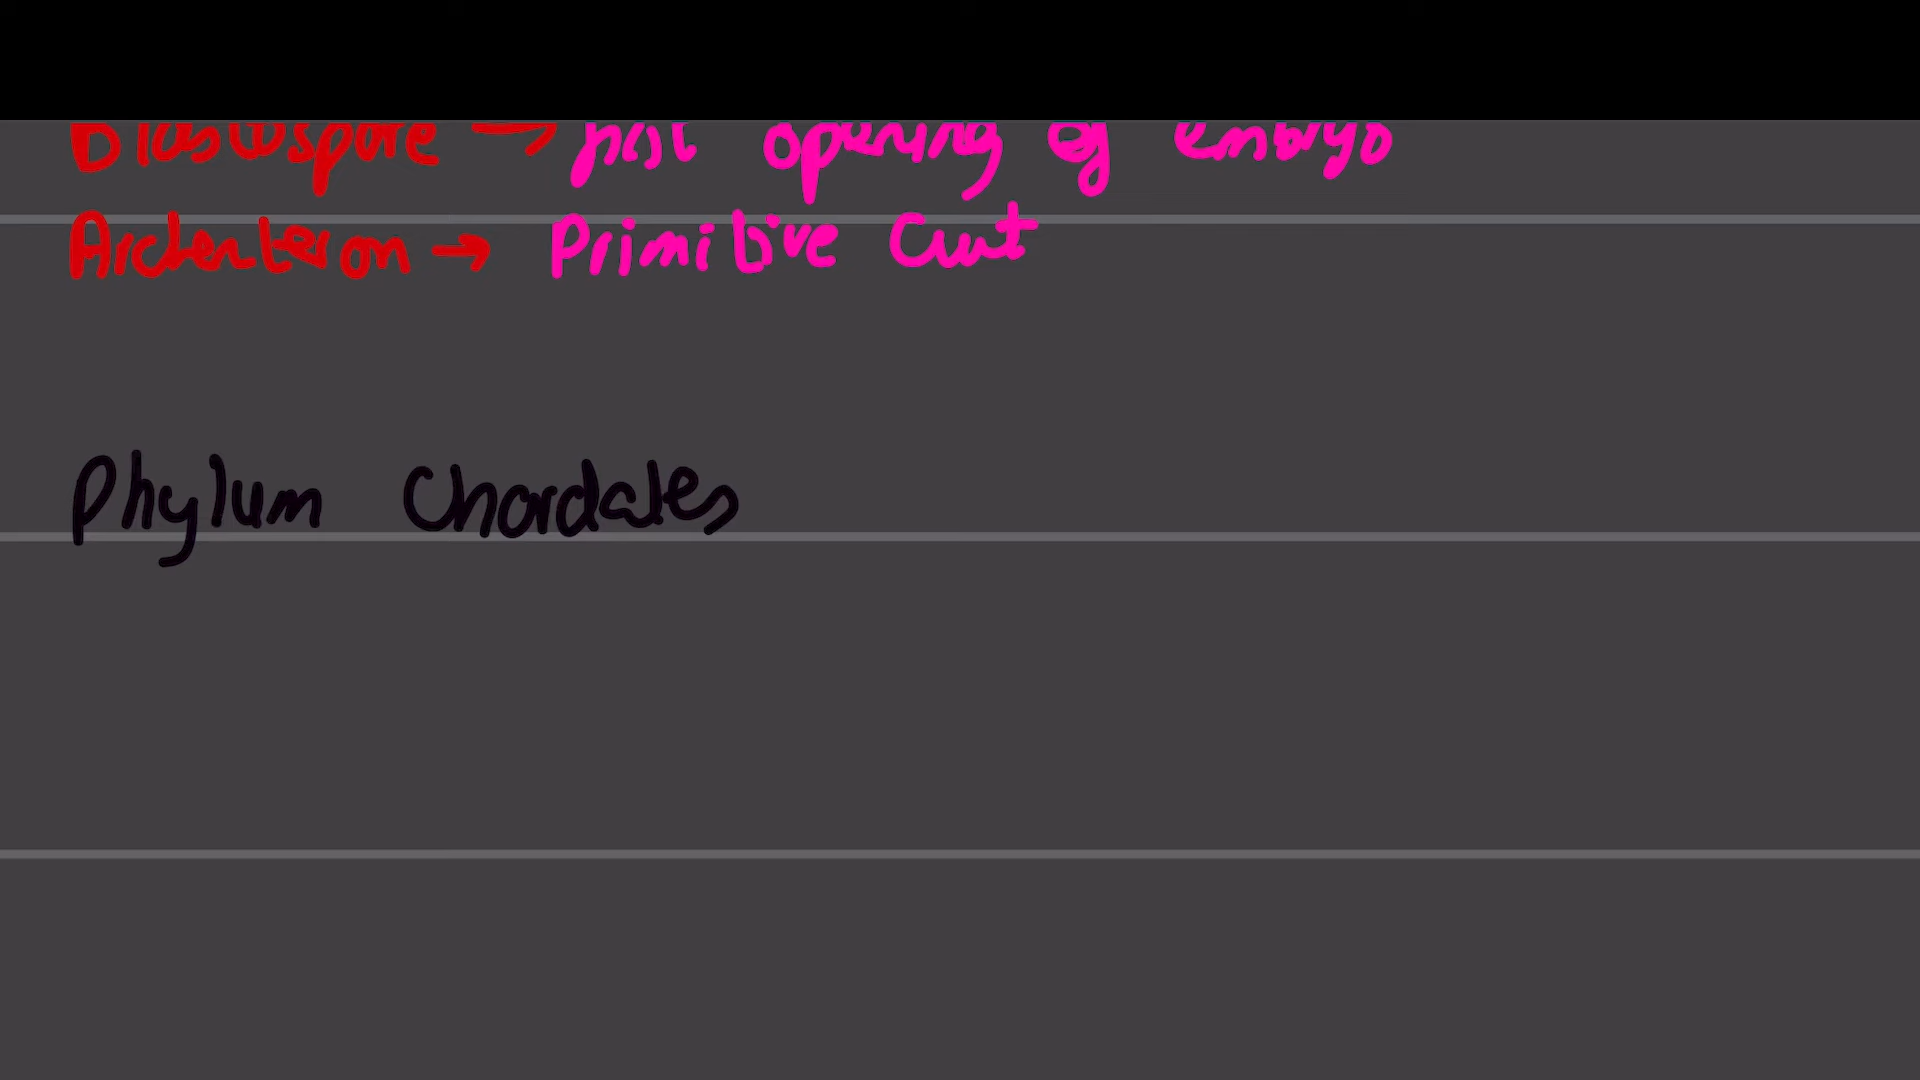 Blastospore → first opening of embryo
Archenteron → Primitive Gut
Phylum Chordates